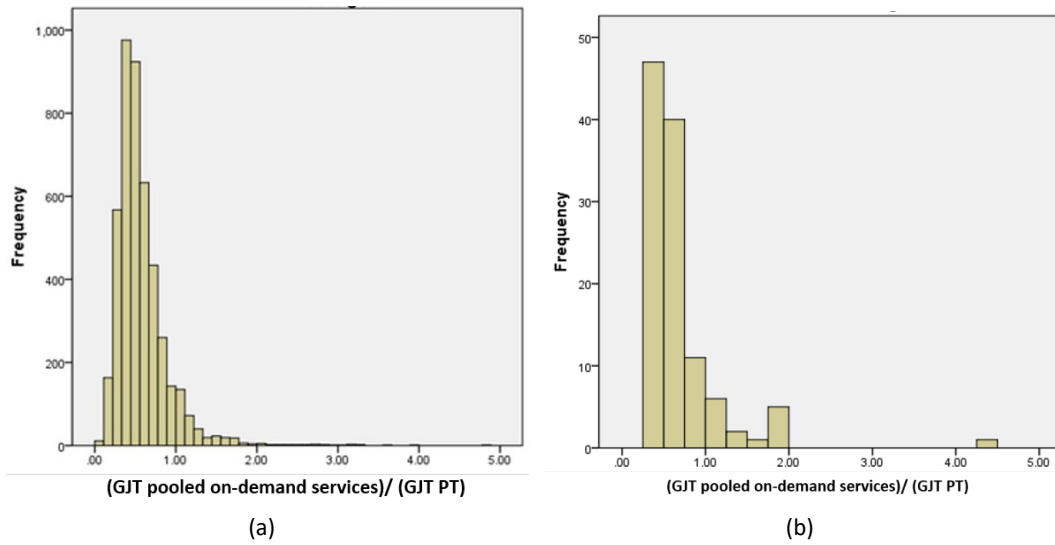 1,000
800
600
400
200
0
Frequency
.00 1.00 2.00 3.00 4.00 5.00
(GJT pooled on-demand services)/ (GJT PT)
(a)
50
40
30
20
10
0
Frequency
.00 1.00 2.00 3.00 4.00 5.00
(GJT pooled on-demand services)/ (GJT PT)
(b)